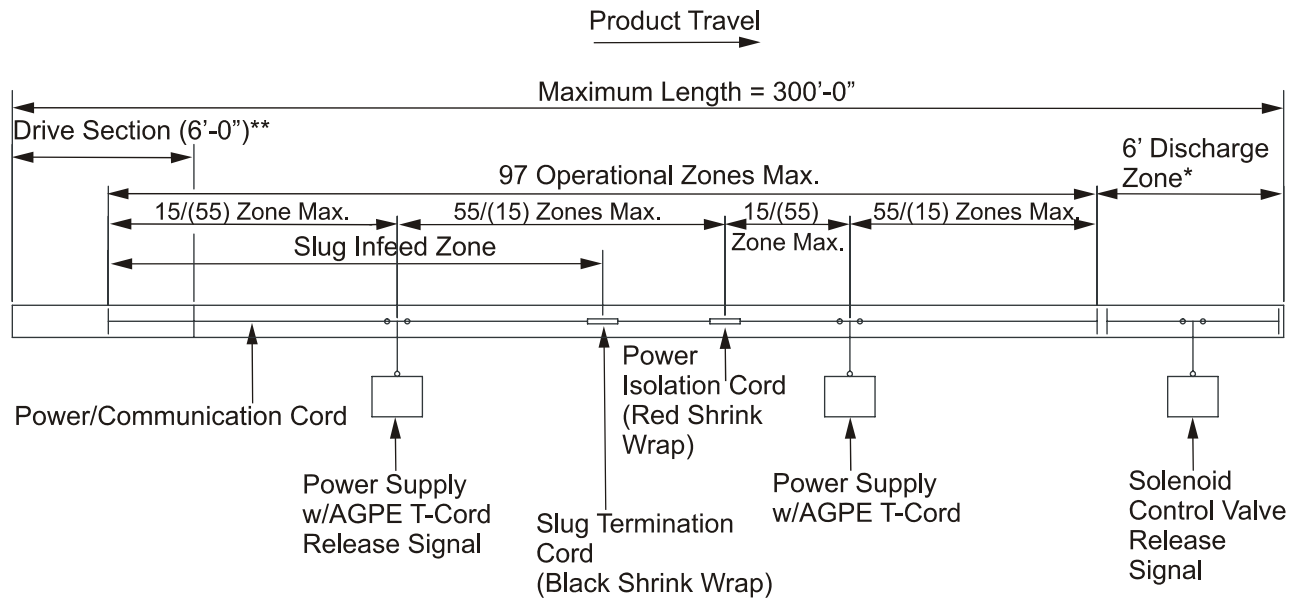 Product Travel
Maximum Length = 300’-0”
Drive Section (6’-0”)**
6’ Discharge
Zone*
97 Operational Zones Max.
15/(55) Zone Max.
55/(15) Zones Max.
15/(55)
Zone Max.
55/(15) Zones Max.
Slug Infeed Zone
Power/Communication Cord
Power
Isolation Cord
(Red Shrink
Wrap)
Power Supply
w/AGPE T-Cord
Release Signal
Slug Termination
Cord
(Black Shrink Wrap)
Power Supply
w/AGPE T-Cord
Solenoid
Control Valve
Release
Signal